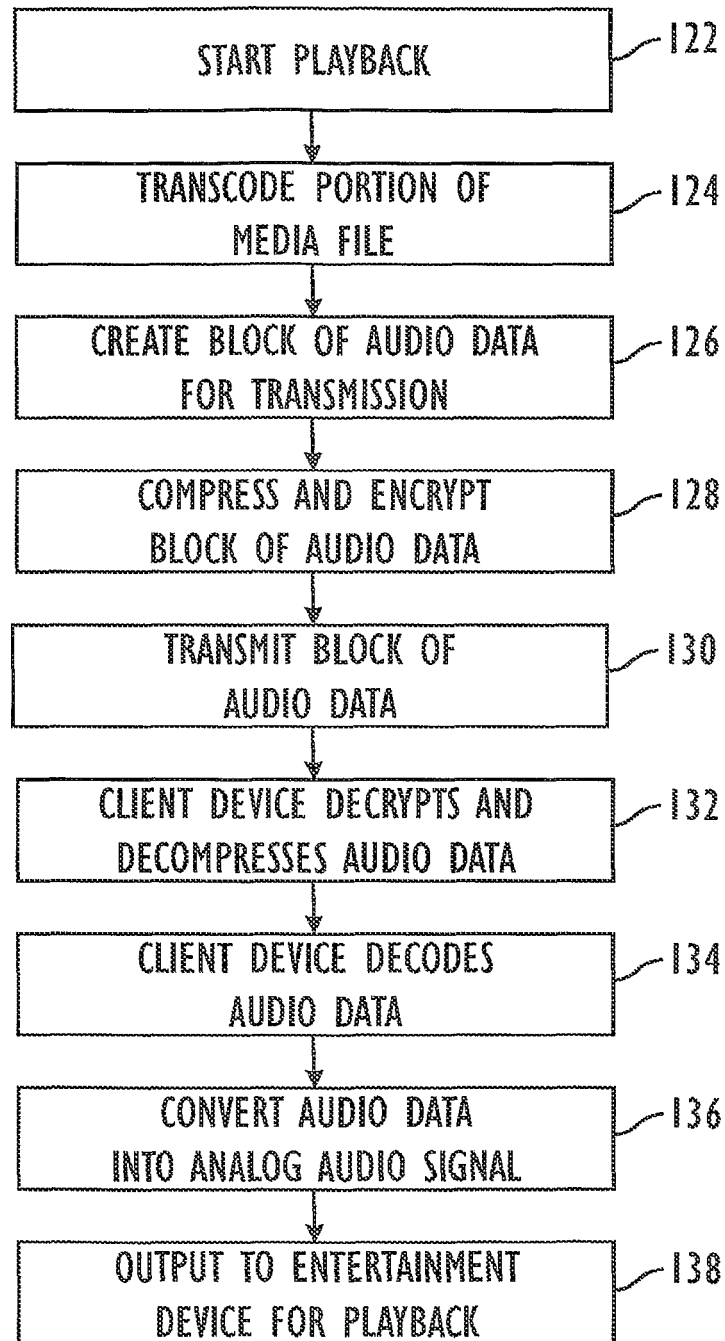 START PLAYBACK
122
TRANSCODE PORTION OF
MEDIA FILE
124
CREATE BLOCK OF AUDIO DATA
FOR TRANSMISSION
126
COMPRESS AND ENCRYPT
BLOCK OF AUDIO DATA
128
TRANSMIT BLOCK OF
AUDIO DATA
130
CLIENT DEVICE DECRYPTS AND
DECOMPRESSES AUDIO DATA
132
CLIENT DEVICE DECODES
AUDIO DATA
134
CONVERT AUDIO DATA
INTO ANALOG AUDIO SIGNAL
136
OUTPUT TO ENTERTAINMENT
DEVICE FOR PLAYBACK
138